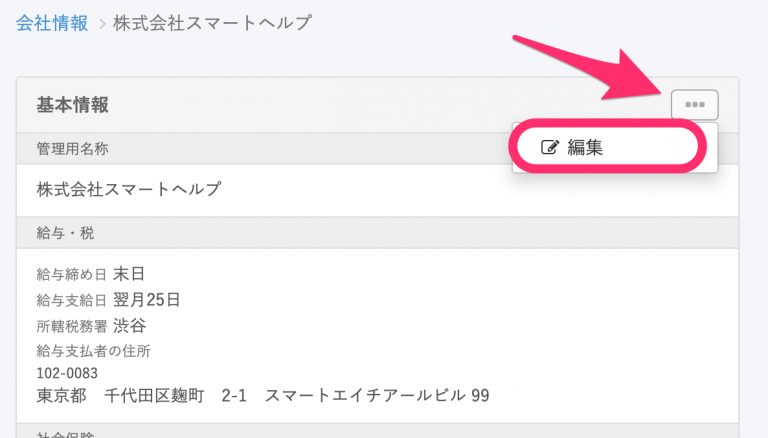 会社情報 > 株式会社スマートヘルプ
基本情報
編集
管理用名称
株式会社スマートヘルプ
給与・税
給与締め日 末日
給与支給日 翌月25日
所轄税務署 渋谷
給与支払者の住所
102-0083
東京都　千代田区麹町　2-1　スマートエイチアールビル 99
社会保険